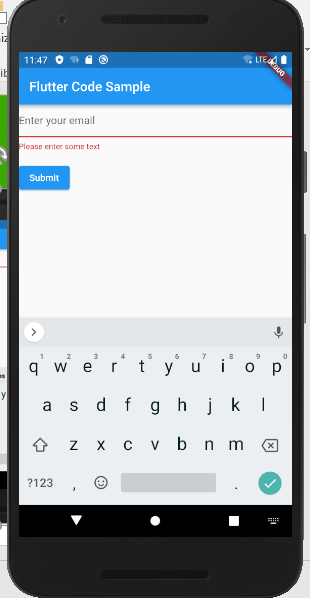 11:47
LTE
DEBUG
Flutter Code Sample
Enter your email
Please enter some text
Submit
1 2 3 4 5 6 7 8 9 0
q w e r t y u i o p
a s d f g h j k l
z x c v b n m
?123 , .